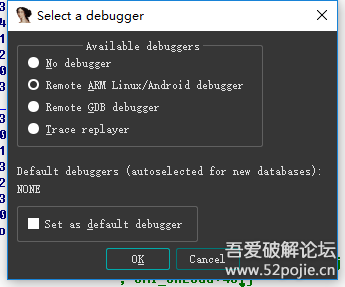 Select a debugger
Available debuggers
No debugger
Remote ARM Linux/Android debugger
Remote GDB debugger
Trace replayer
Default debuggers (autoselected for new databases):
NONE
Set as default debugger
OK
Cancel
吾爱破解论坛
www.52pojie.cn